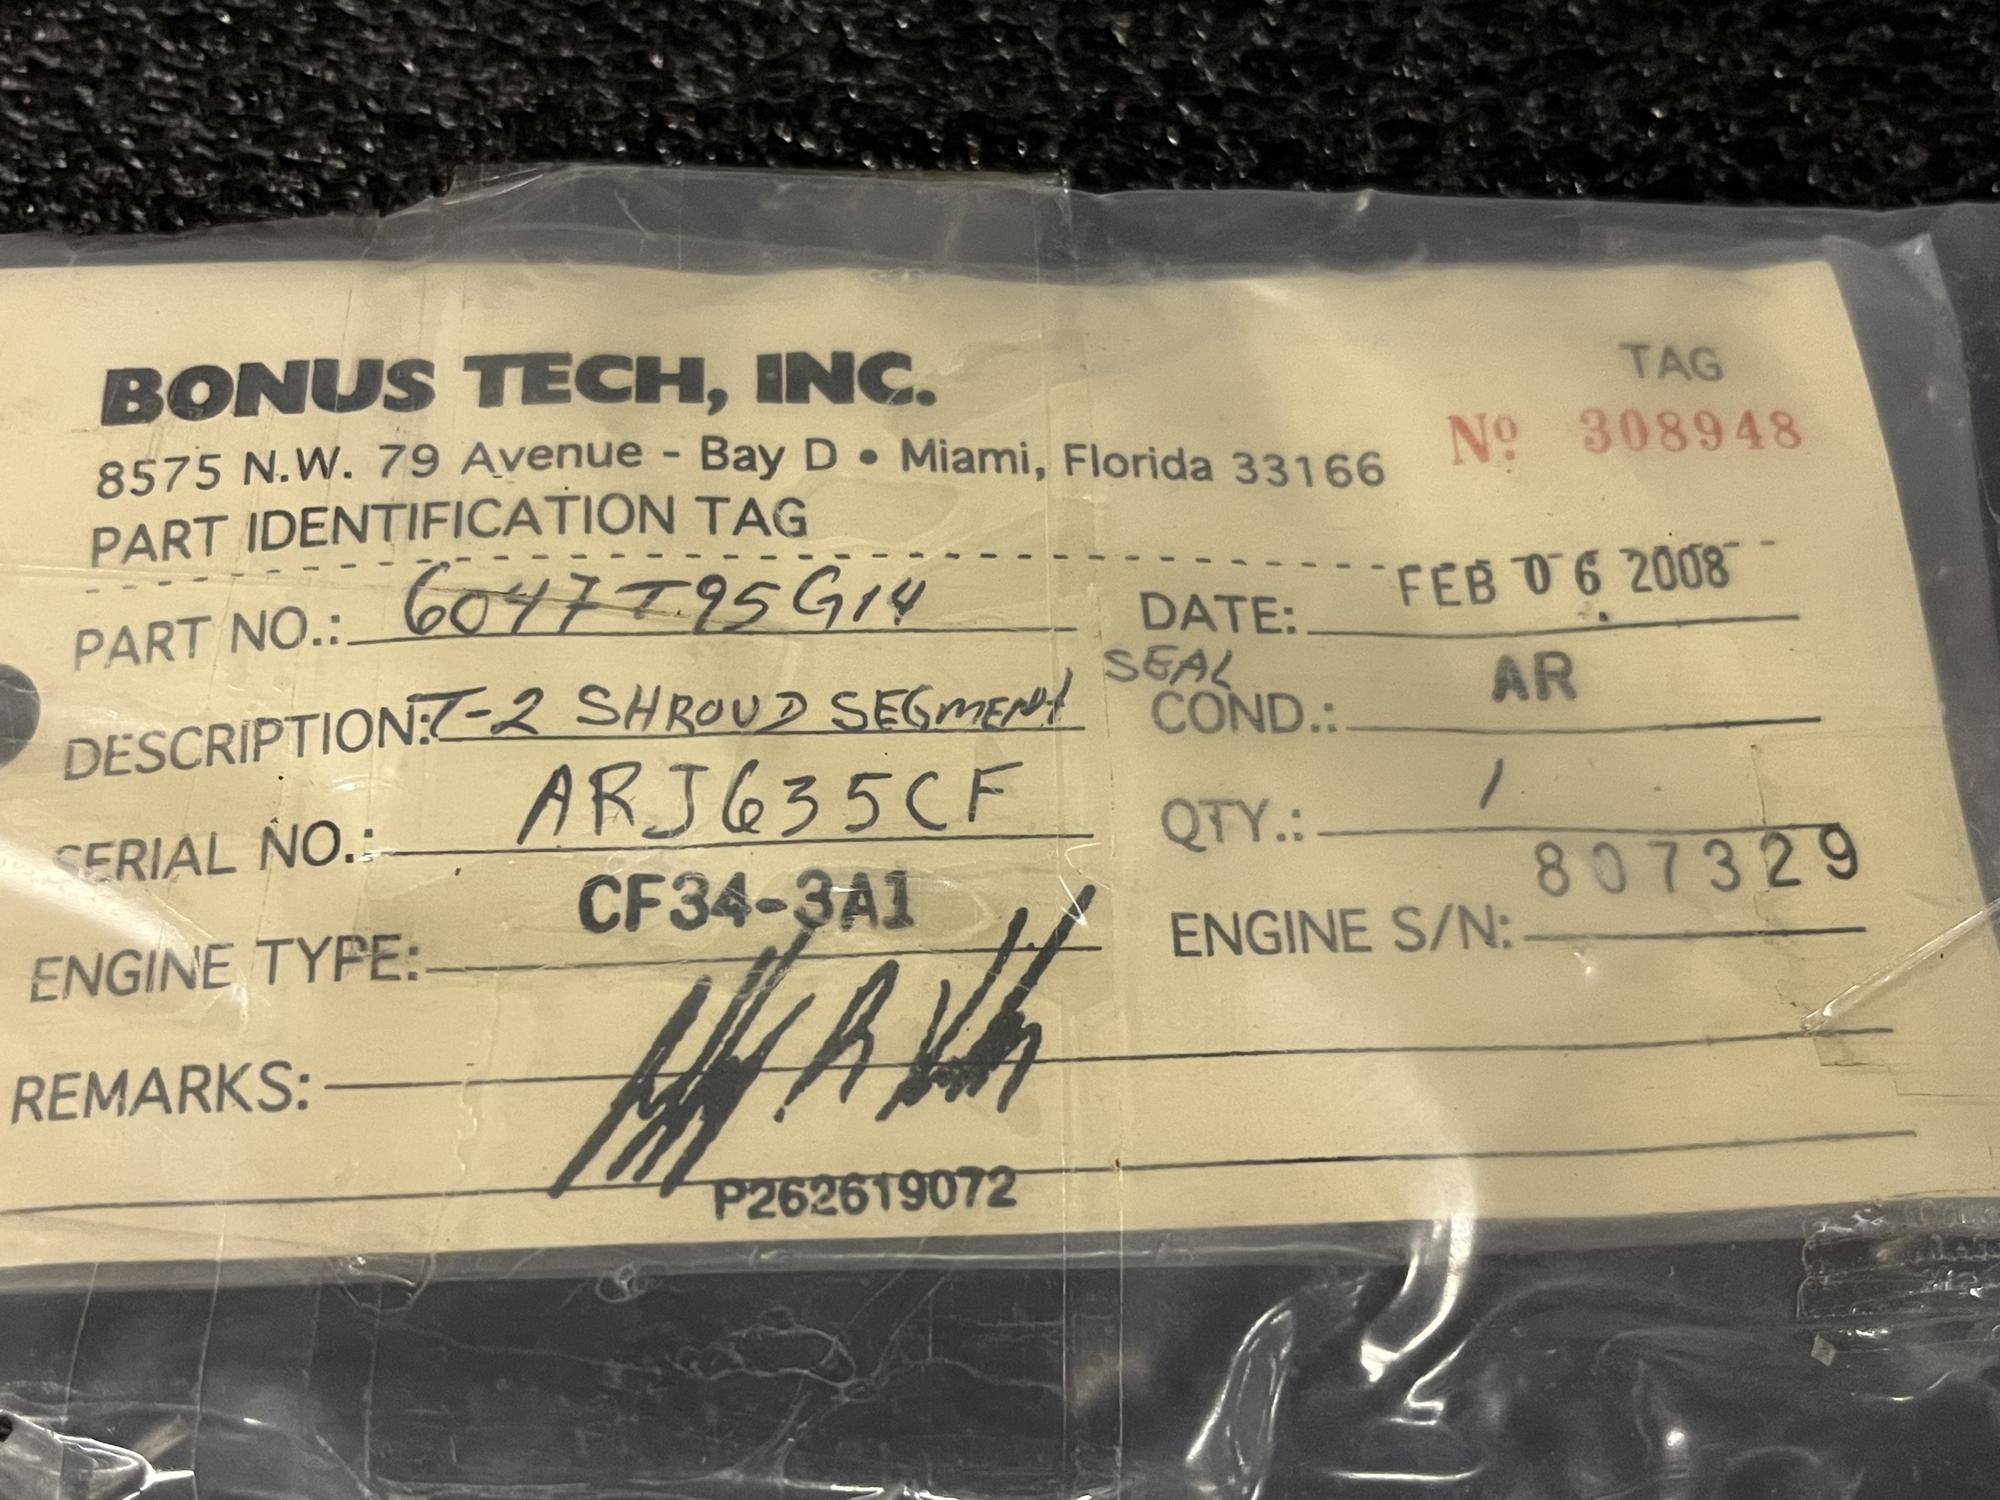 BONUS TECH, INC.
TAG
8575 N.W. 79 Avenue - Bay D • Miami, Florida 33166
Nº 308948
PART IDENTIFICATION TAG
PART NO.: 6047T95G14
DATE: FEB 06 2008
DESCRIPTION: T-2 SHROUD SEGMENT SEAL
COND.: AR
SERIAL NO.: ARJ635CF
QTY.: 1
ENGINE TYPE: CF34-3A1
ENGINE S/N: 807329
REMARKS:
P262619072